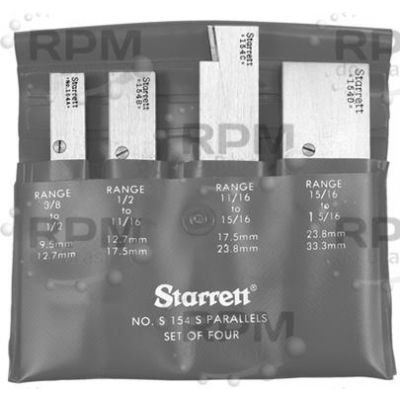 RPM
Starrett
No.154A
Starrett
154B
Starrett
154C
Starrett
154D
RPM
RANGE
3/8
to
1/2
9.5mm
12.7mm
RANGE
1/2
to
11/16
12.7mm
17.5mm
RANGE
11/16
to
15/16
17.5mm
23.8mm
RANGE
15/16
to
1 5/16
23.8mm
33.3mm
RPM
RPM
Starrett®
NO. S 154 S PARALLELS
SET OF FOUR
RPM